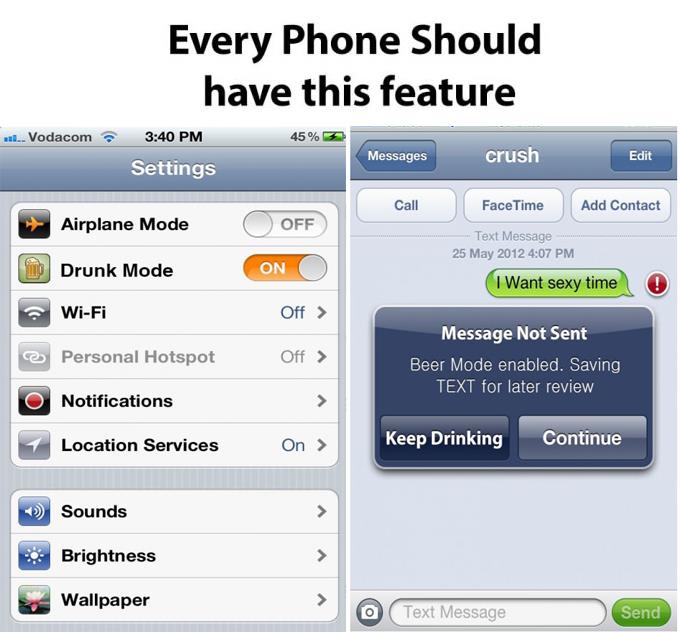 Every Phone Should
have this feature
Vodacom 3:40 PM 45%
Settings
Airplane Mode OFF
Drunk Mode ON
Wi-Fi Off
Personal Hotspot Off
Notifications
Location Services On
Sounds
Brightness
Wallpaper
Messages crush Edit
Call FaceTime Add Contact
Text Message
25 May 2012 4:07 PM
I Want sexy time
Message Not Sent
Beer Mode enabled. Saving
TEXT for later review
Keep Drinking Continue
Text Message Send